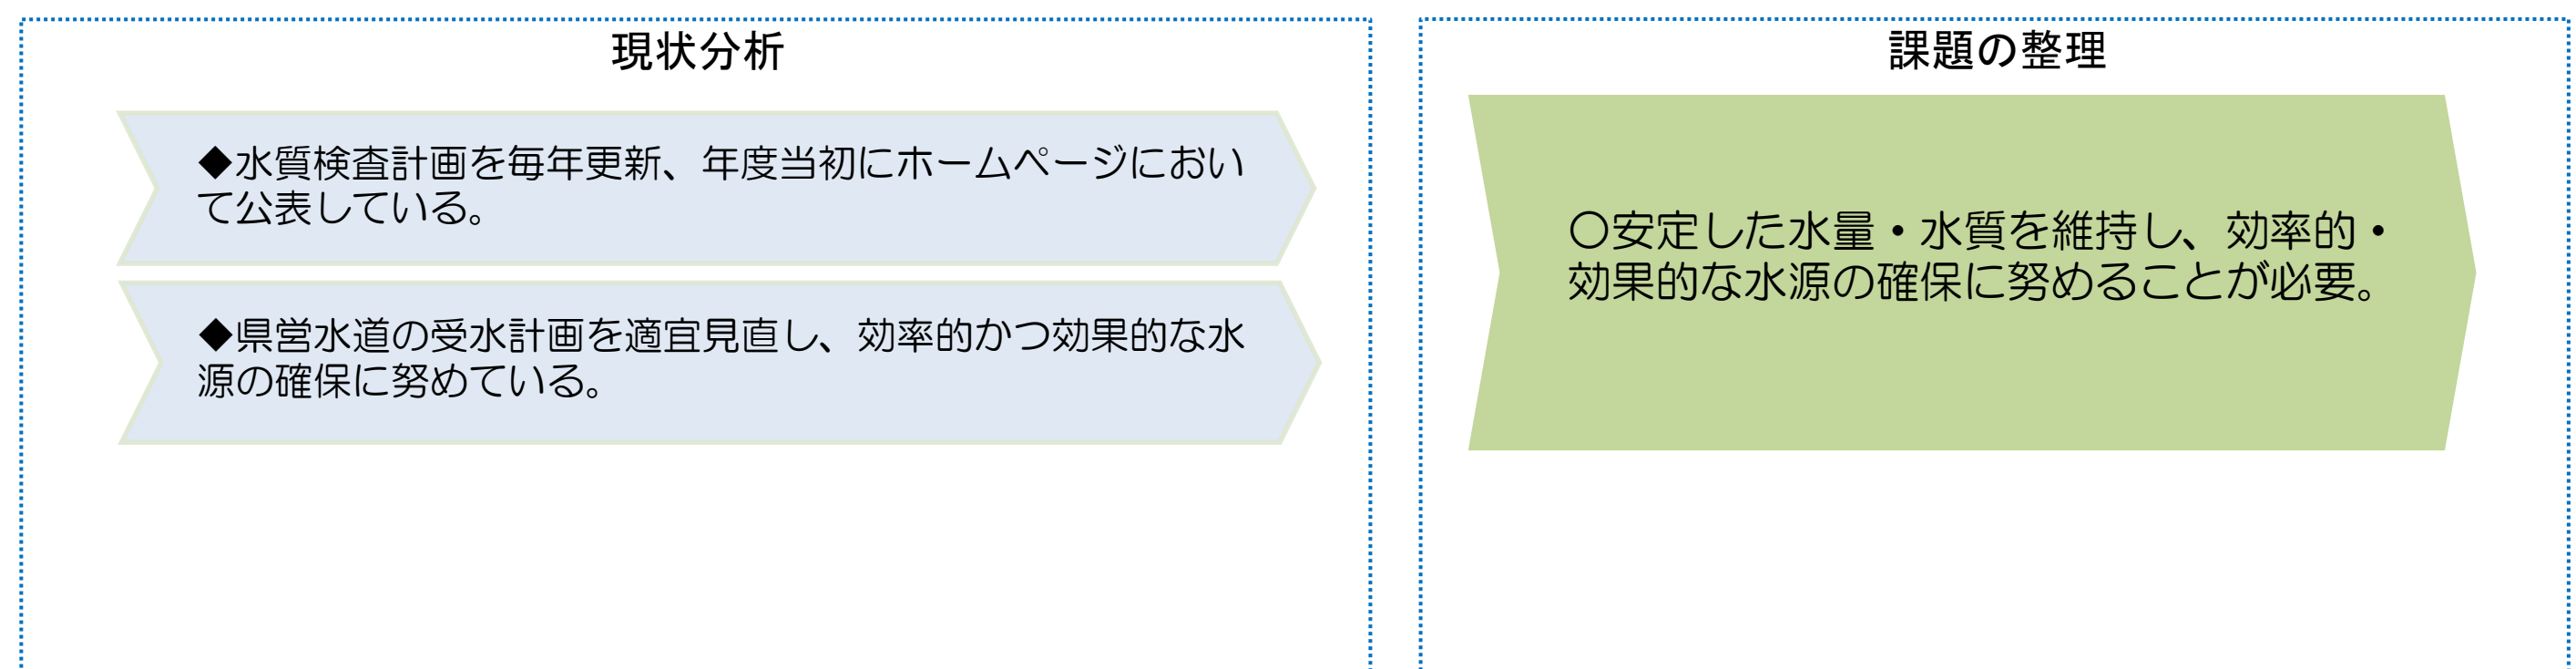 現状分析
◆水質検査計画を毎年更新、年度当初にホームページにおい
て公表している。
◆県営水道の受水計画を適宜見直し、効率的かつ効果的な水
源の確保に努めている。
課題の整理
〇安定した水量・水質を維持し、効率的・
効果的な水源の確保に努めることが必要。